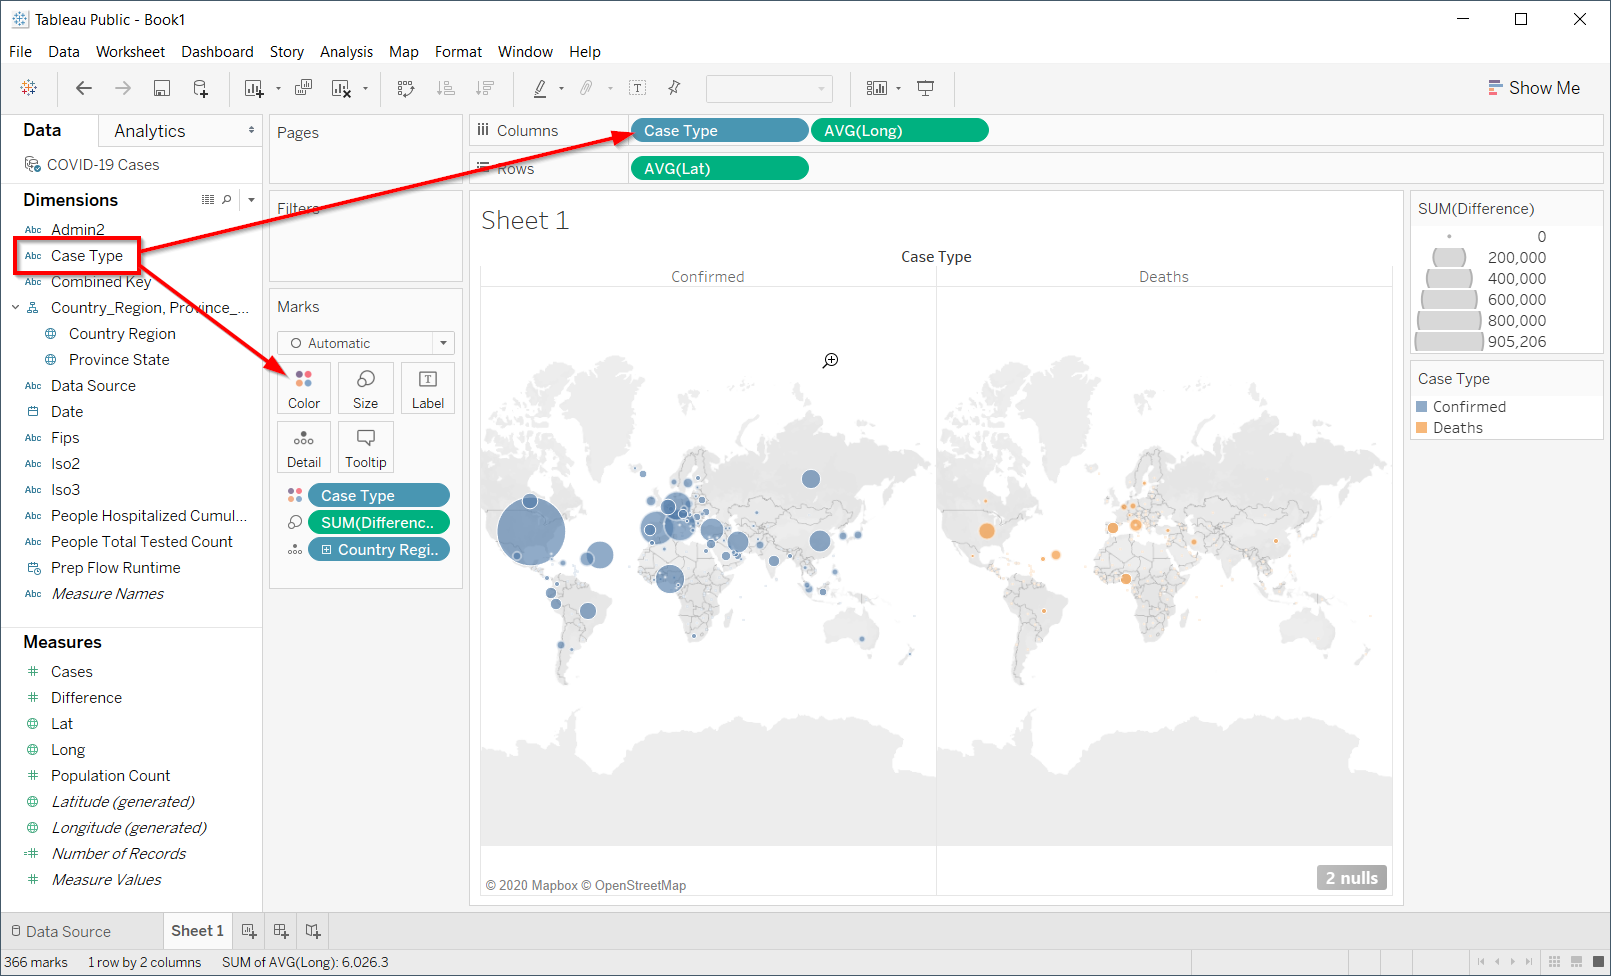 Tableau Public - Book1
File Data Worksheet Dashboard Story Analysis Map Format Window Help
Show Me
Data
Analytics
COVID-19 Cases
Dimensions
Abc Admin2
Abc Case Type
Abc Combined Key
Country_Region, Province_...
Country Region
Province State
Abc Data Source
Date
Abc Fips
Abc Iso2
Abc Iso3
Abc People Hospitalized Cumul...
Abc People Total Tested Count
Prep Flow Runtime
Abc Measure Names
Measures
# Cases
# Difference
Lat
Long
# Population Count
Latitude (generated)
Longitude (generated)
=# Number of Records
# Measure Values
Pages
Filters
Marks
Automatic
Color
Size
T
Label
Detail
Tooltip
Case Type
SUM(Differenc..
Country Regi..
Columns
Case Type
AVG(Long)
Rows
AVG(Lat)
Sheet 1
Case Type
Confirmed
Deaths
© 2020 Mapbox © OpenStreetMap
2 nulls
SUM(Difference)
0
200,000
400,000
600,000
800,000
905,206
Case Type
Confirmed
Deaths
Data Source
Sheet 1
366 marks 1 row by 2 columns SUM of AVG(Long): 6,026.3